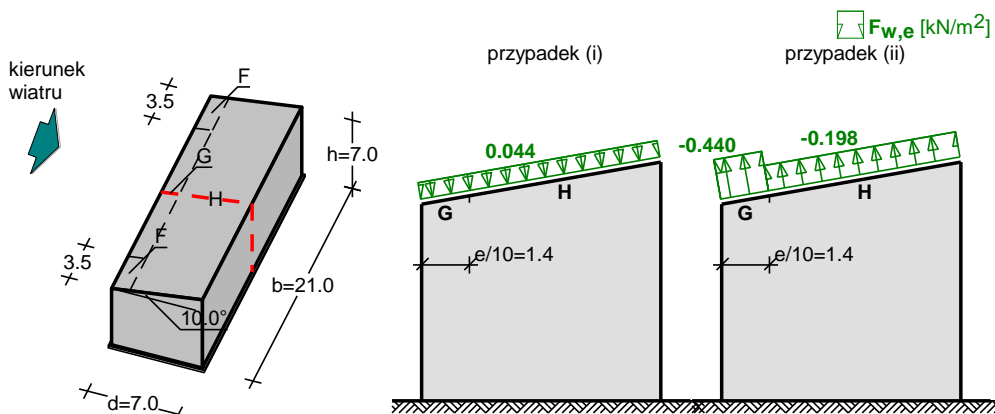 F_w,e [kN/m²]
przypadek (i)
przypadek (ii)
kierunek
wiatru
F
3.5
G
H
F
3.5
h=7.0
b=21.0
10.0°
d=7.0
0.044
G
H
e/10=1.4
-0.440
-0.198
G
H
e/10=1.4